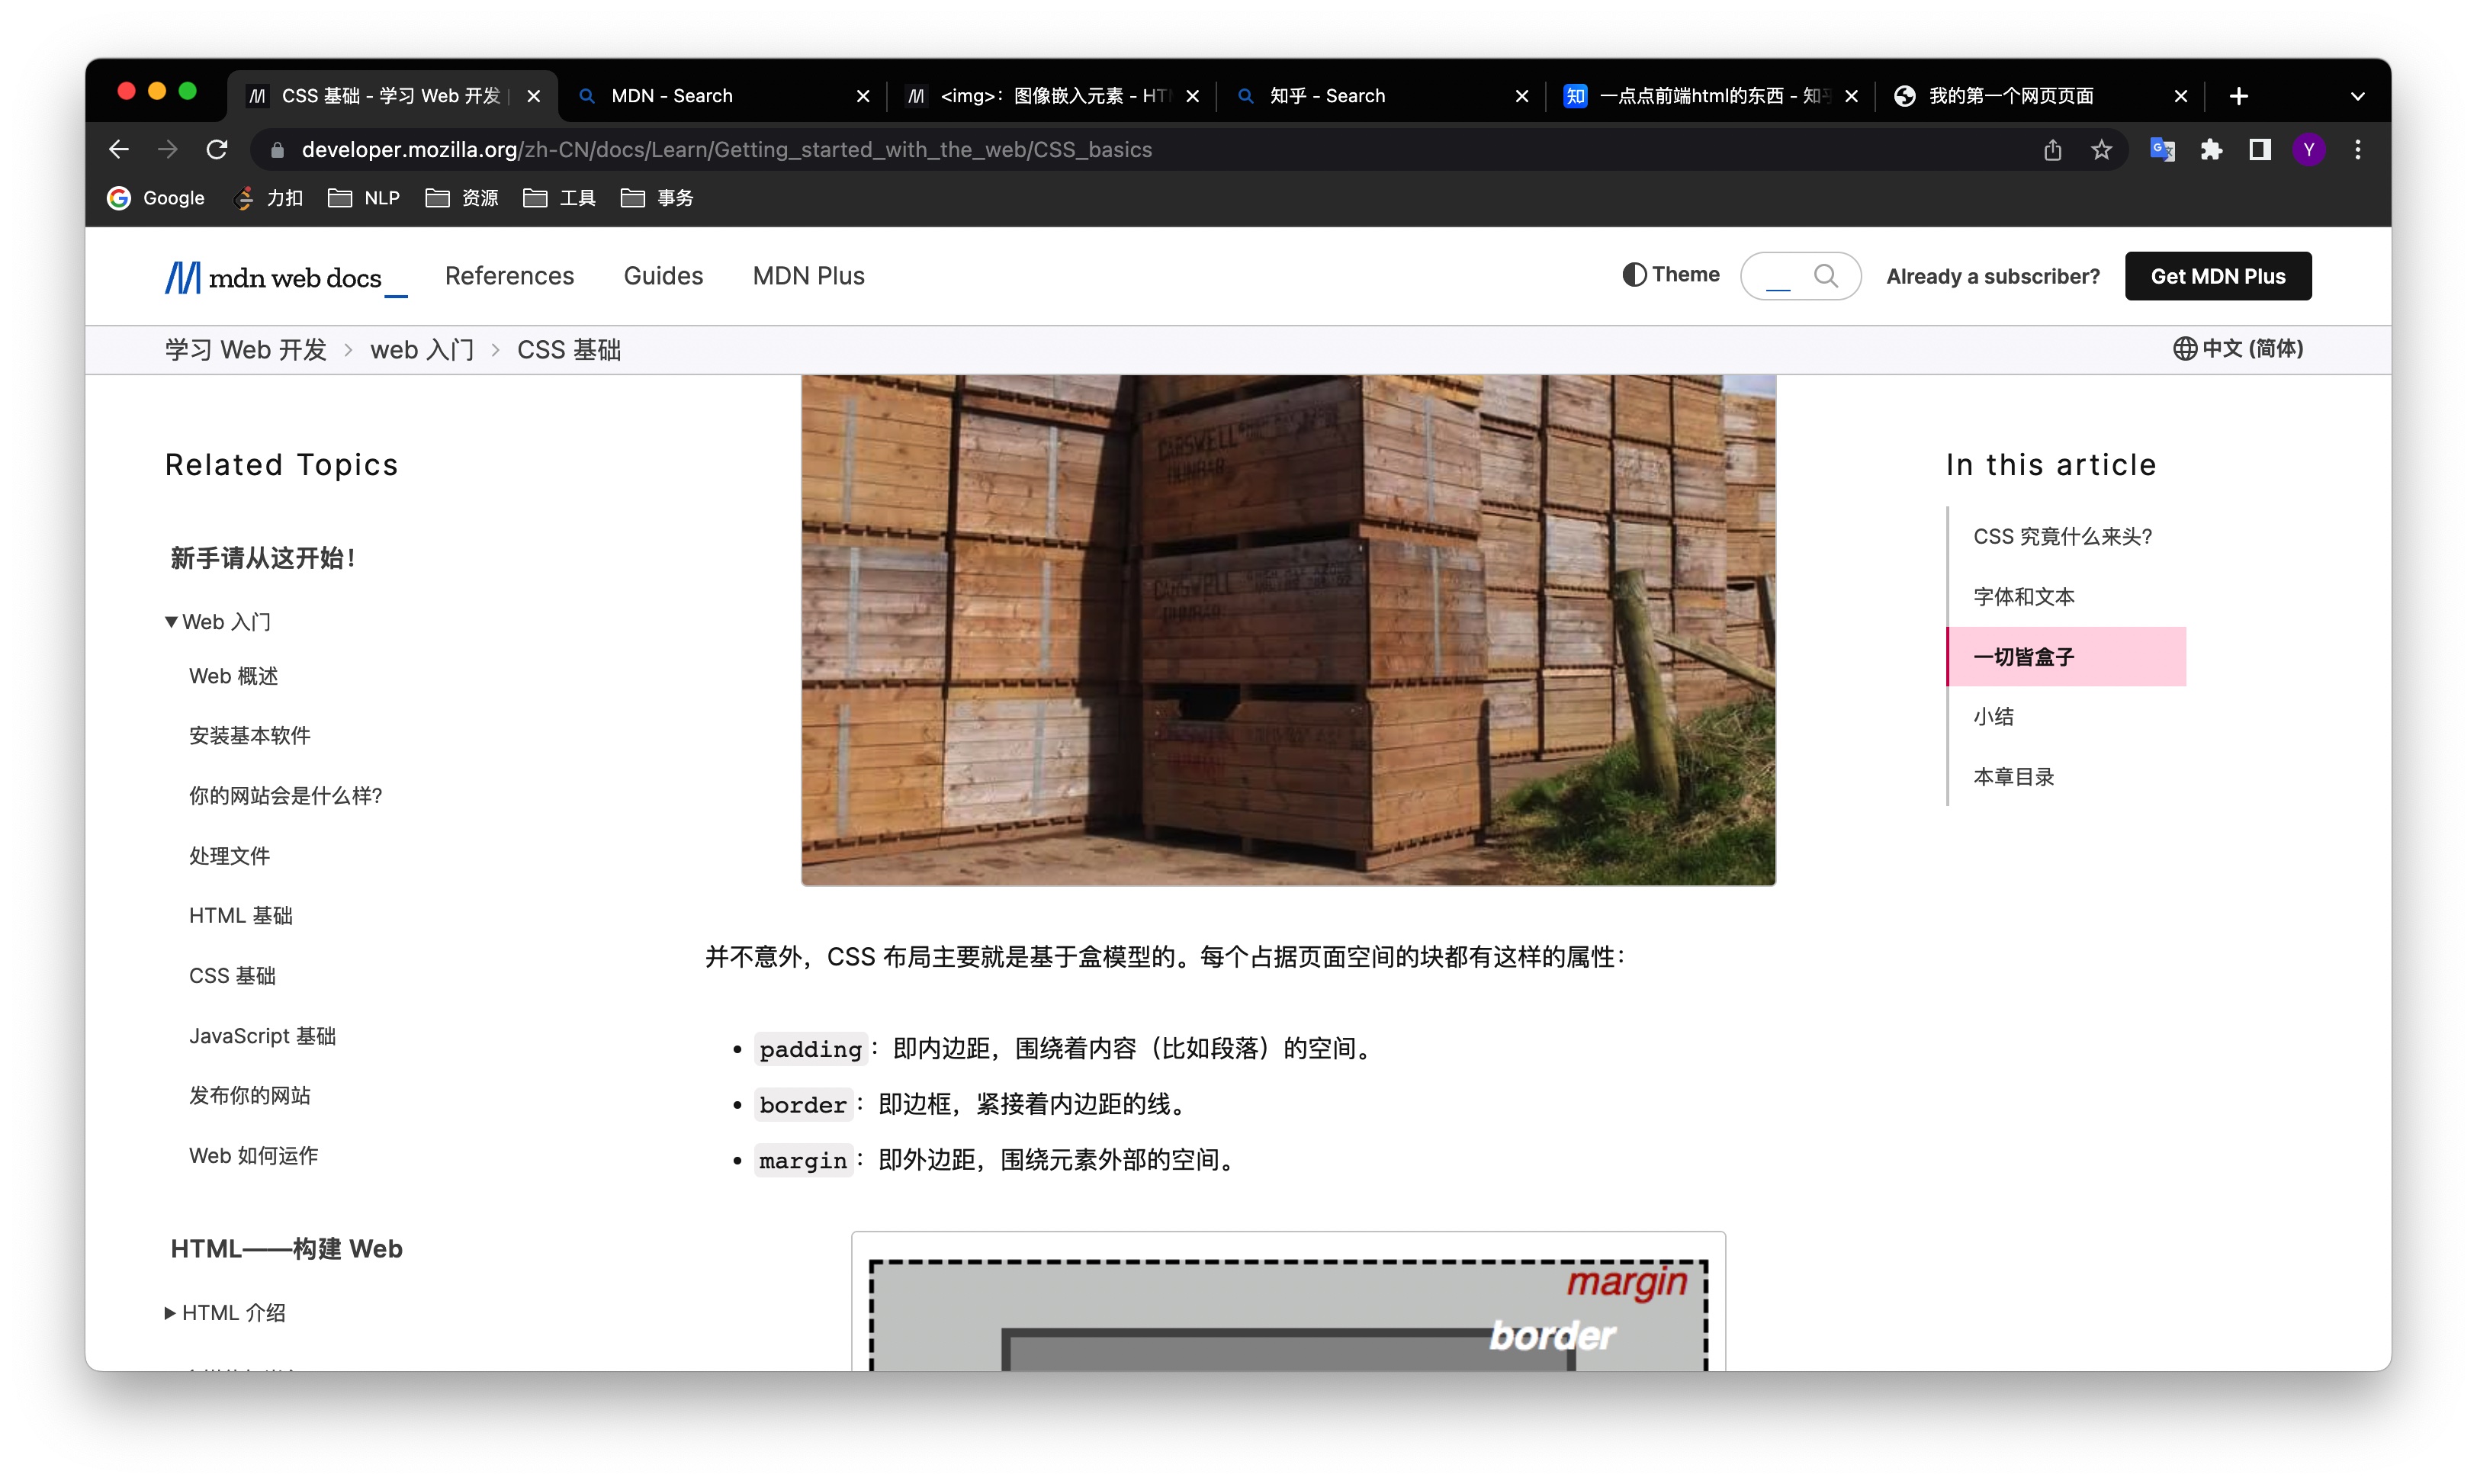 CSS 基础 - 学习 Web 开发
MDN - Search
<img>：图像嵌入元素 - HT
知乎 - Search
知 一点点前端html的东西 - 知乎
我的第一个网页页面
developer.mozilla.org/zh-CN/docs/Learn/Getting_started_with_the_web/CSS_basics
Y
Google
力扣
NLP
资源
工具
事务
mdn web docs_
References
Guides
MDN Plus
Theme
Already a subscriber?
Get MDN Plus
学习 Web 开发 > web 入门 > CSS 基础
中文 (简体)
Related Topics
新手请从这开始！
Web 入门
Web 概述
安装基本软件
你的网站会是什么样？
处理文件
HTML 基础
CSS 基础
JavaScript 基础
发布你的网站
Web 如何运作
HTML——构建 Web
HTML 介绍
CARSWELL
DUNBAR
CARSWELL
DUNBAR
并不意外，CSS 布局主要就是基于盒模型的。每个占据页面空间的块都有这样的属性：
• padding：即内边距，围绕着内容（比如段落）的空间。
• border：即边框，紧接着内边距的线。
• margin：即外边距，围绕元素外部的空间。
margin
border
In this article
CSS 究竟什么来头？
字体和文本
一切皆盒子
小结
本章目录